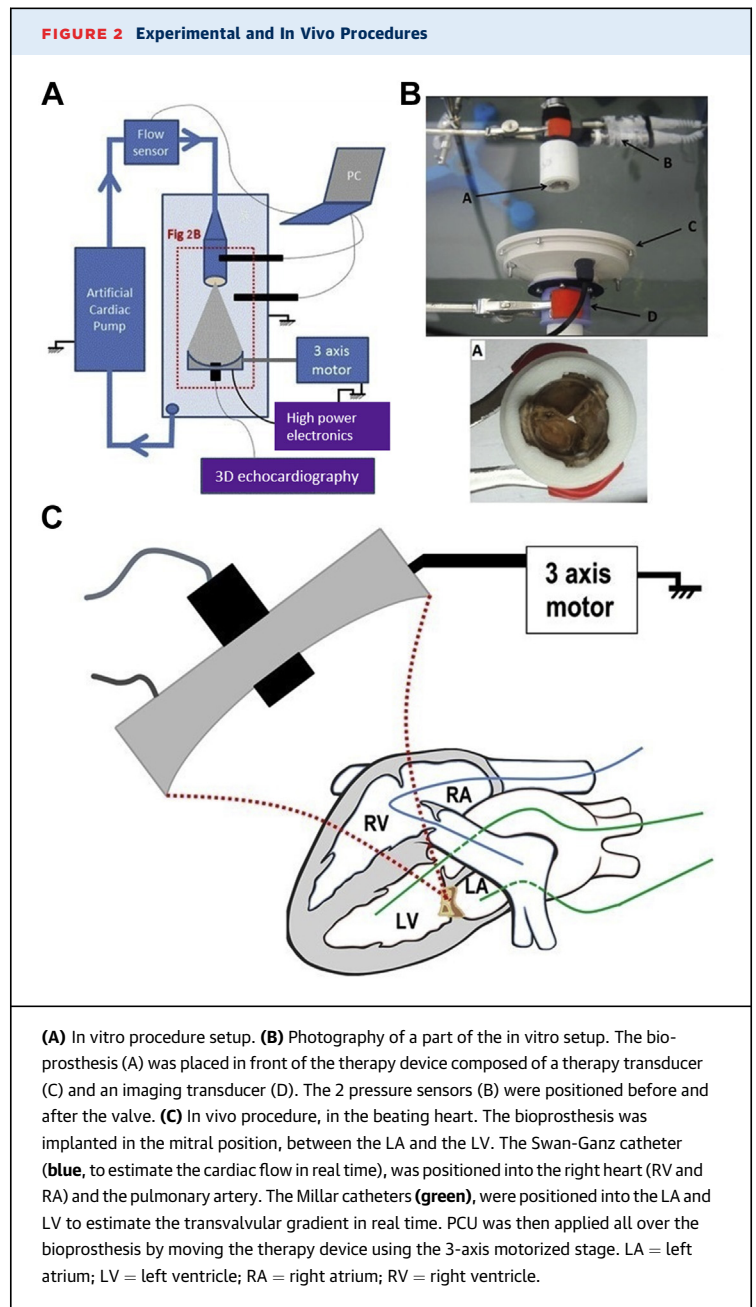 FIGURE 2 Experimental and In Vivo Procedures
A
Flow
sensor
PC
Fig 2B
Artificial
Cardiac
Pump
3 axis
motor
High power
electronics
3D echocardiography
B
A
B
C
D
A
C
3 axis
motor
RA
RV
LA
LV
(A) In vitro procedure setup. (B) Photography of a part of the in vitro setup. The bio-
prosthesis (A) was placed in front of the therapy device composed of a therapy transducer
(C) and an imaging transducer (D). The 2 pressure sensors (B) were positioned before and
after the valve. (C) In vivo procedure, in the beating heart. The bioprosthesis was
implanted in the mitral position, between the LA and the LV. The Swan-Ganz catheter
(blue, to estimate the cardiac flow in real time), was positioned into the right heart (RV and
RA) and the pulmonary artery. The Millar catheters (green), were positioned into the LA and
LV to estimate the transvalvular gradient in real time. PCU was then applied all over the
bioprosthesis by moving the therapy device using the 3-axis motorized stage. LA = left
atrium; LV = left ventricle; RA = right atrium; RV = right ventricle.